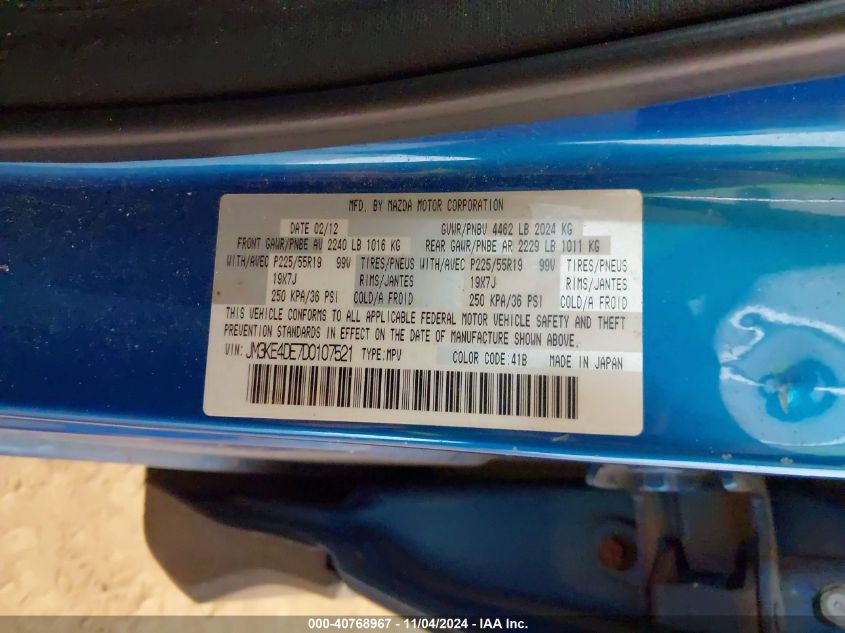 MFD. BY MAZDA MOTOR CORPORATION
DATE 02/12 GVWR/PNBV 4462 LB 2024 KG
FRONT GAWR/PNBE AV 2240 LB 1016 KG REAR GAWR/PNBE AR 2229 LB 1011 KG
WITH/AVEC P225/55R19 99V TIRES/PNEUS WITH/AVEC P225/55R19 99V TIRES/PNEUS
19X7J RIMS/JANTES 19X7J RIMS/JANTES
250 KPA/36 PSI COLD/A FROID 250 KPA/36 PSI COLD/A FROID
THIS VEHICLE CONFORMS TO ALL APPLICABLE FEDERAL MOTOR VEHICLE SAFETY AND THEFT
PREVENTION STANDARDS IN EFFECT ON THE DATE OF MANUFACTURE SHOWN ABOVE.
VIN: JM3KE4DE7D0107521 TYPE:MPV COLOR CODE:41B MADE IN JAPAN
000-40768967 - 11/04/2024 - IAA Inc.